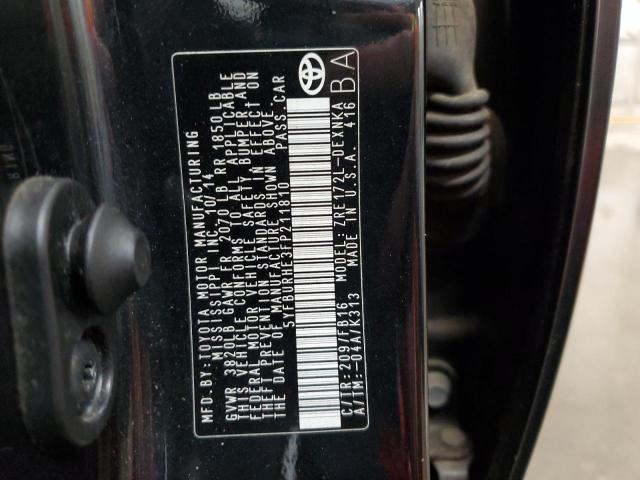 MFD.BY:TOYOTA MOTOR MANUFACTURING
MISSISSIPPI, INC. 10/14
GVWR 3820LB GAWR FR 2020LB RR 1850LB
THIS VEHICLE CONFORMS TO ALL APPLICABLE
FEDERAL MOTOR VEHICLE SAFETY, BUMPER AND
THEFT PREVENTION STANDARDS IN EFFECT ON
THE DATE OF MANUFACTURE SHOWN ABOVE.
5YFBURHE3FP211810 PASS.CAR
C/TR:209/FB16 MODEL:ZRE172L-DEXNKA
A/TM:-04A/K313 MADE IN U.S.A. 416
BA